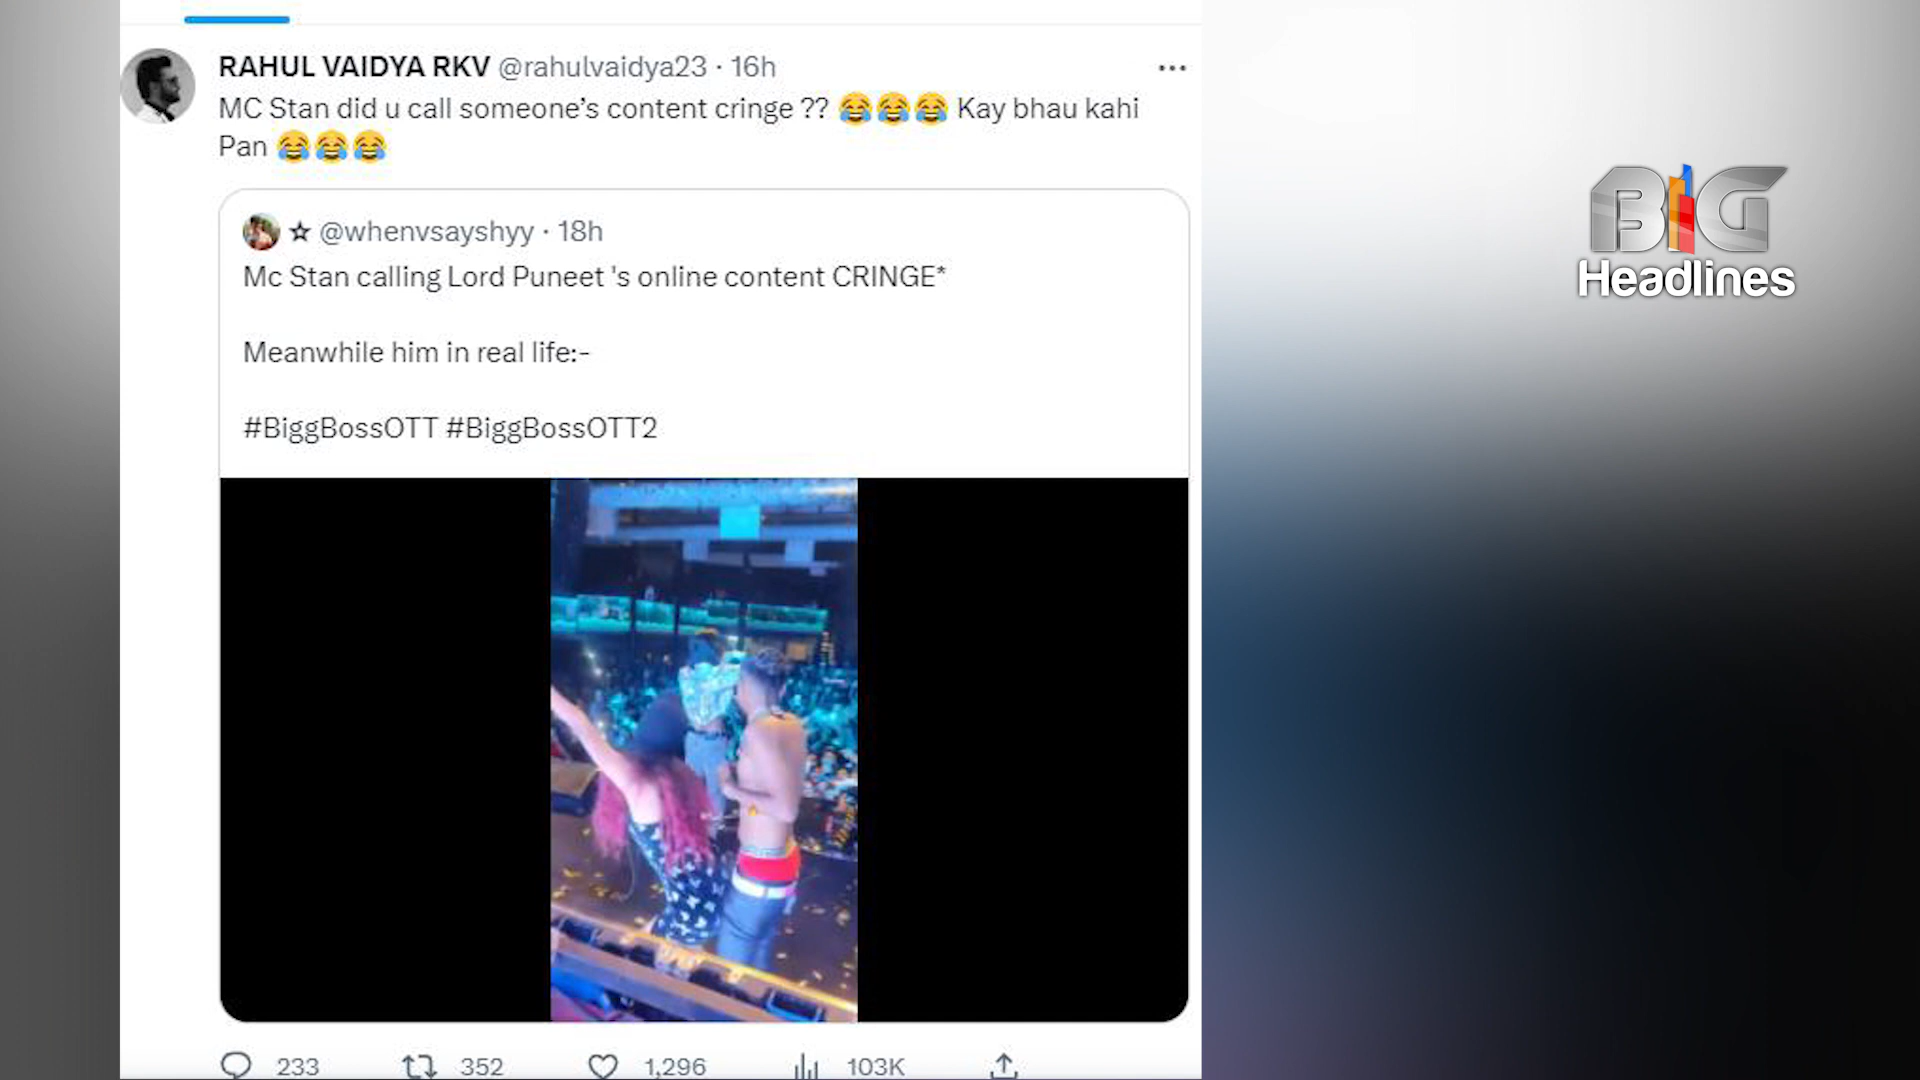 RAHUL VAIDYA RKV @rahulvaidya23 · 16h
MC Stan did u call someone’s content cringe ?? 😂😂😂 Kay bhau kahi
Pan 😂😂😂
☆ @whenvsayshyy · 18h
Mc Stan calling Lord Puneet 's online content CRINGE*
Meanwhile him in real life:-
#BiggBossOTT #BiggBossOTT2
233 352 1,296 103K
BIG
Headlines